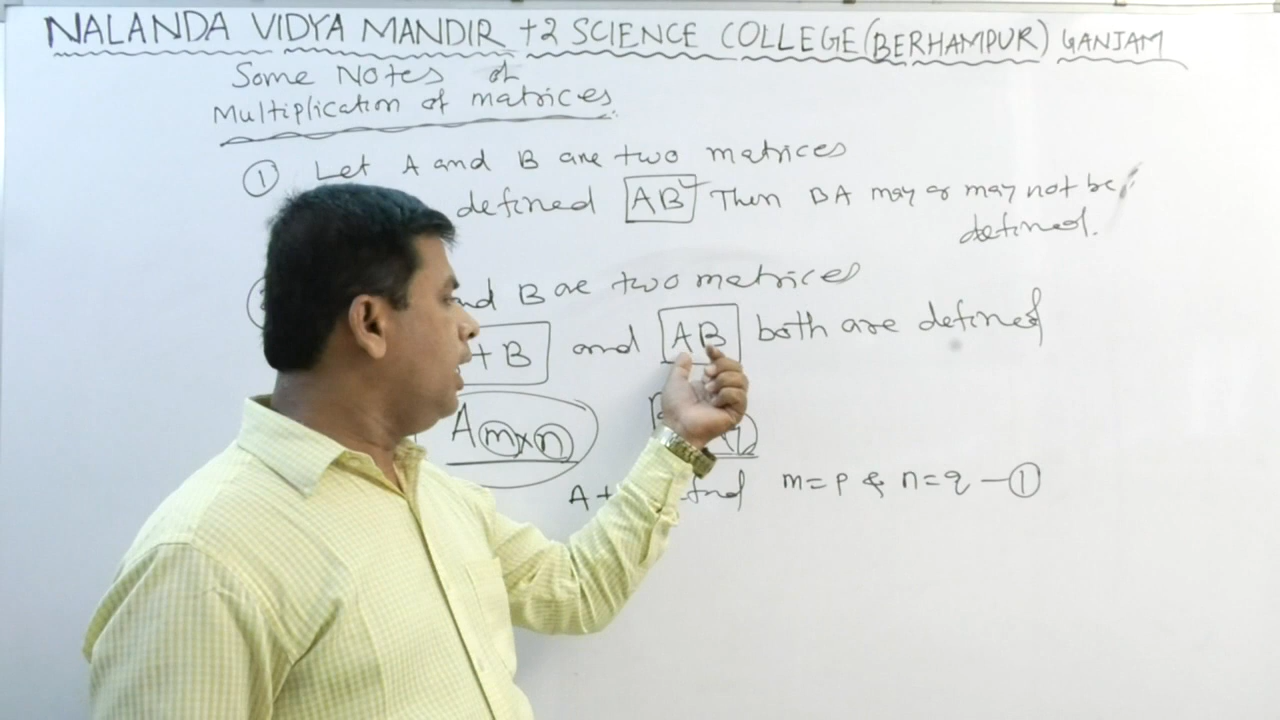 NALANDA VIDYA MANDIR +2 SCIENCE COLLEGE (BERHAMPUR) GANJAM
Some Notes of
Multiplication of matrices.
① Let A and B are two matrices
defined AB Then BA may or may not be
defined.
B are two matrices
+ B and AB both are defined
A m×n
A+ m = p & n = q — ①